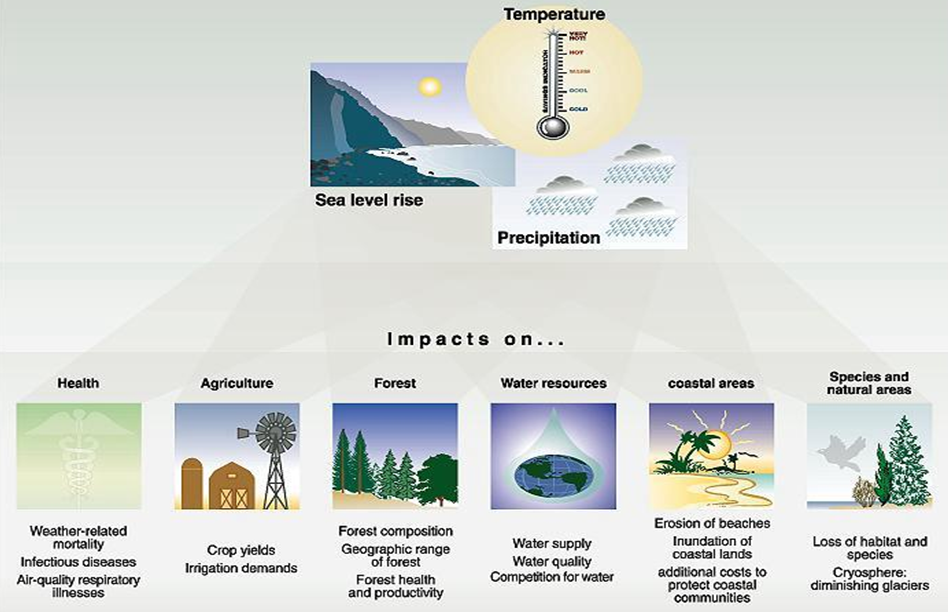 Temperature
VERY
HOT!
HOT
WARM
COOL
COLD
Sea level rise
Precipitation
Impacts on...
Health
Agriculture
Forest
Water resources
coastal areas
Species and
natural areas
Weather-related
mortality
Infectious diseases
Air-quality respiratory
illnesses
Crop yields
Irrigation demands
Forest composition
Geographic range
of forest
Forest health
and productivity
Water supply
Water quality
Competition for water
Erosion of beaches
Inundation of
coastal lands
additional costs to
protect coastal
communities
Loss of habitat and
species
Cryosphere:
diminishing glaciers